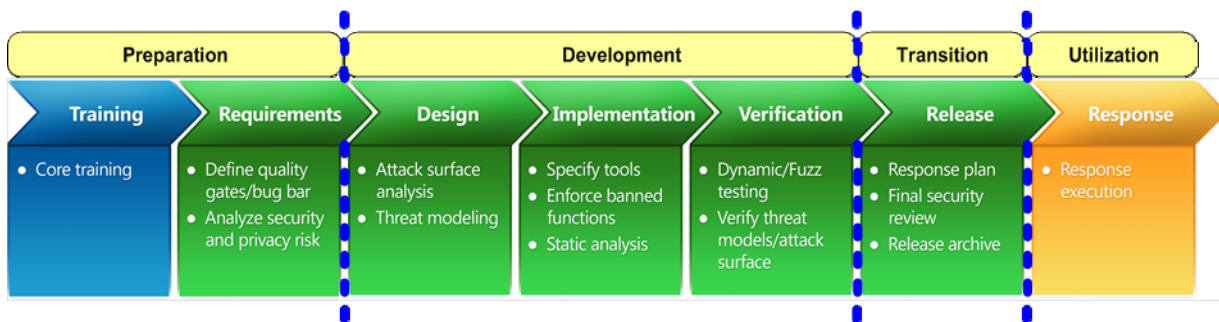 Preparation
Development
Transition
Utilization
Training
Requirements
Design
Implementation
Verification
Release
Response
• Core training
• Define quality
gates/bug bar
• Analyze security
and privacy risk
• Attack surface
analysis
• Threat modeling
• Specify tools
• Enforce banned
functions
• Static analysis
• Dynamic/Fuzz
testing
• Verify threat
models/attack
surface
• Response plan
• Final security
review
• Release archive
• Response
execution